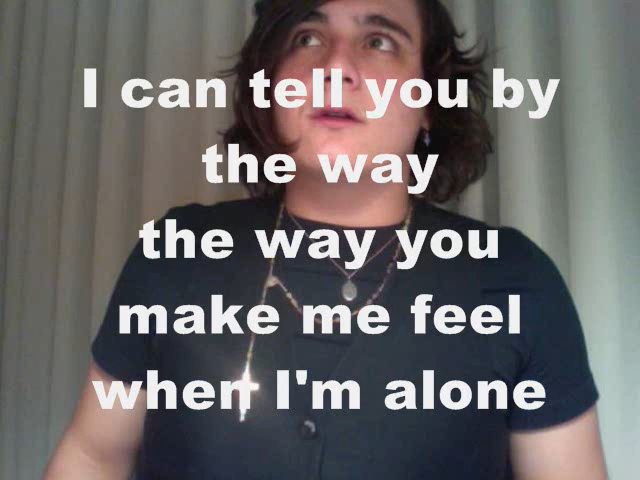 I can tell you by
the way
the way you
make me feel
when I'm alone